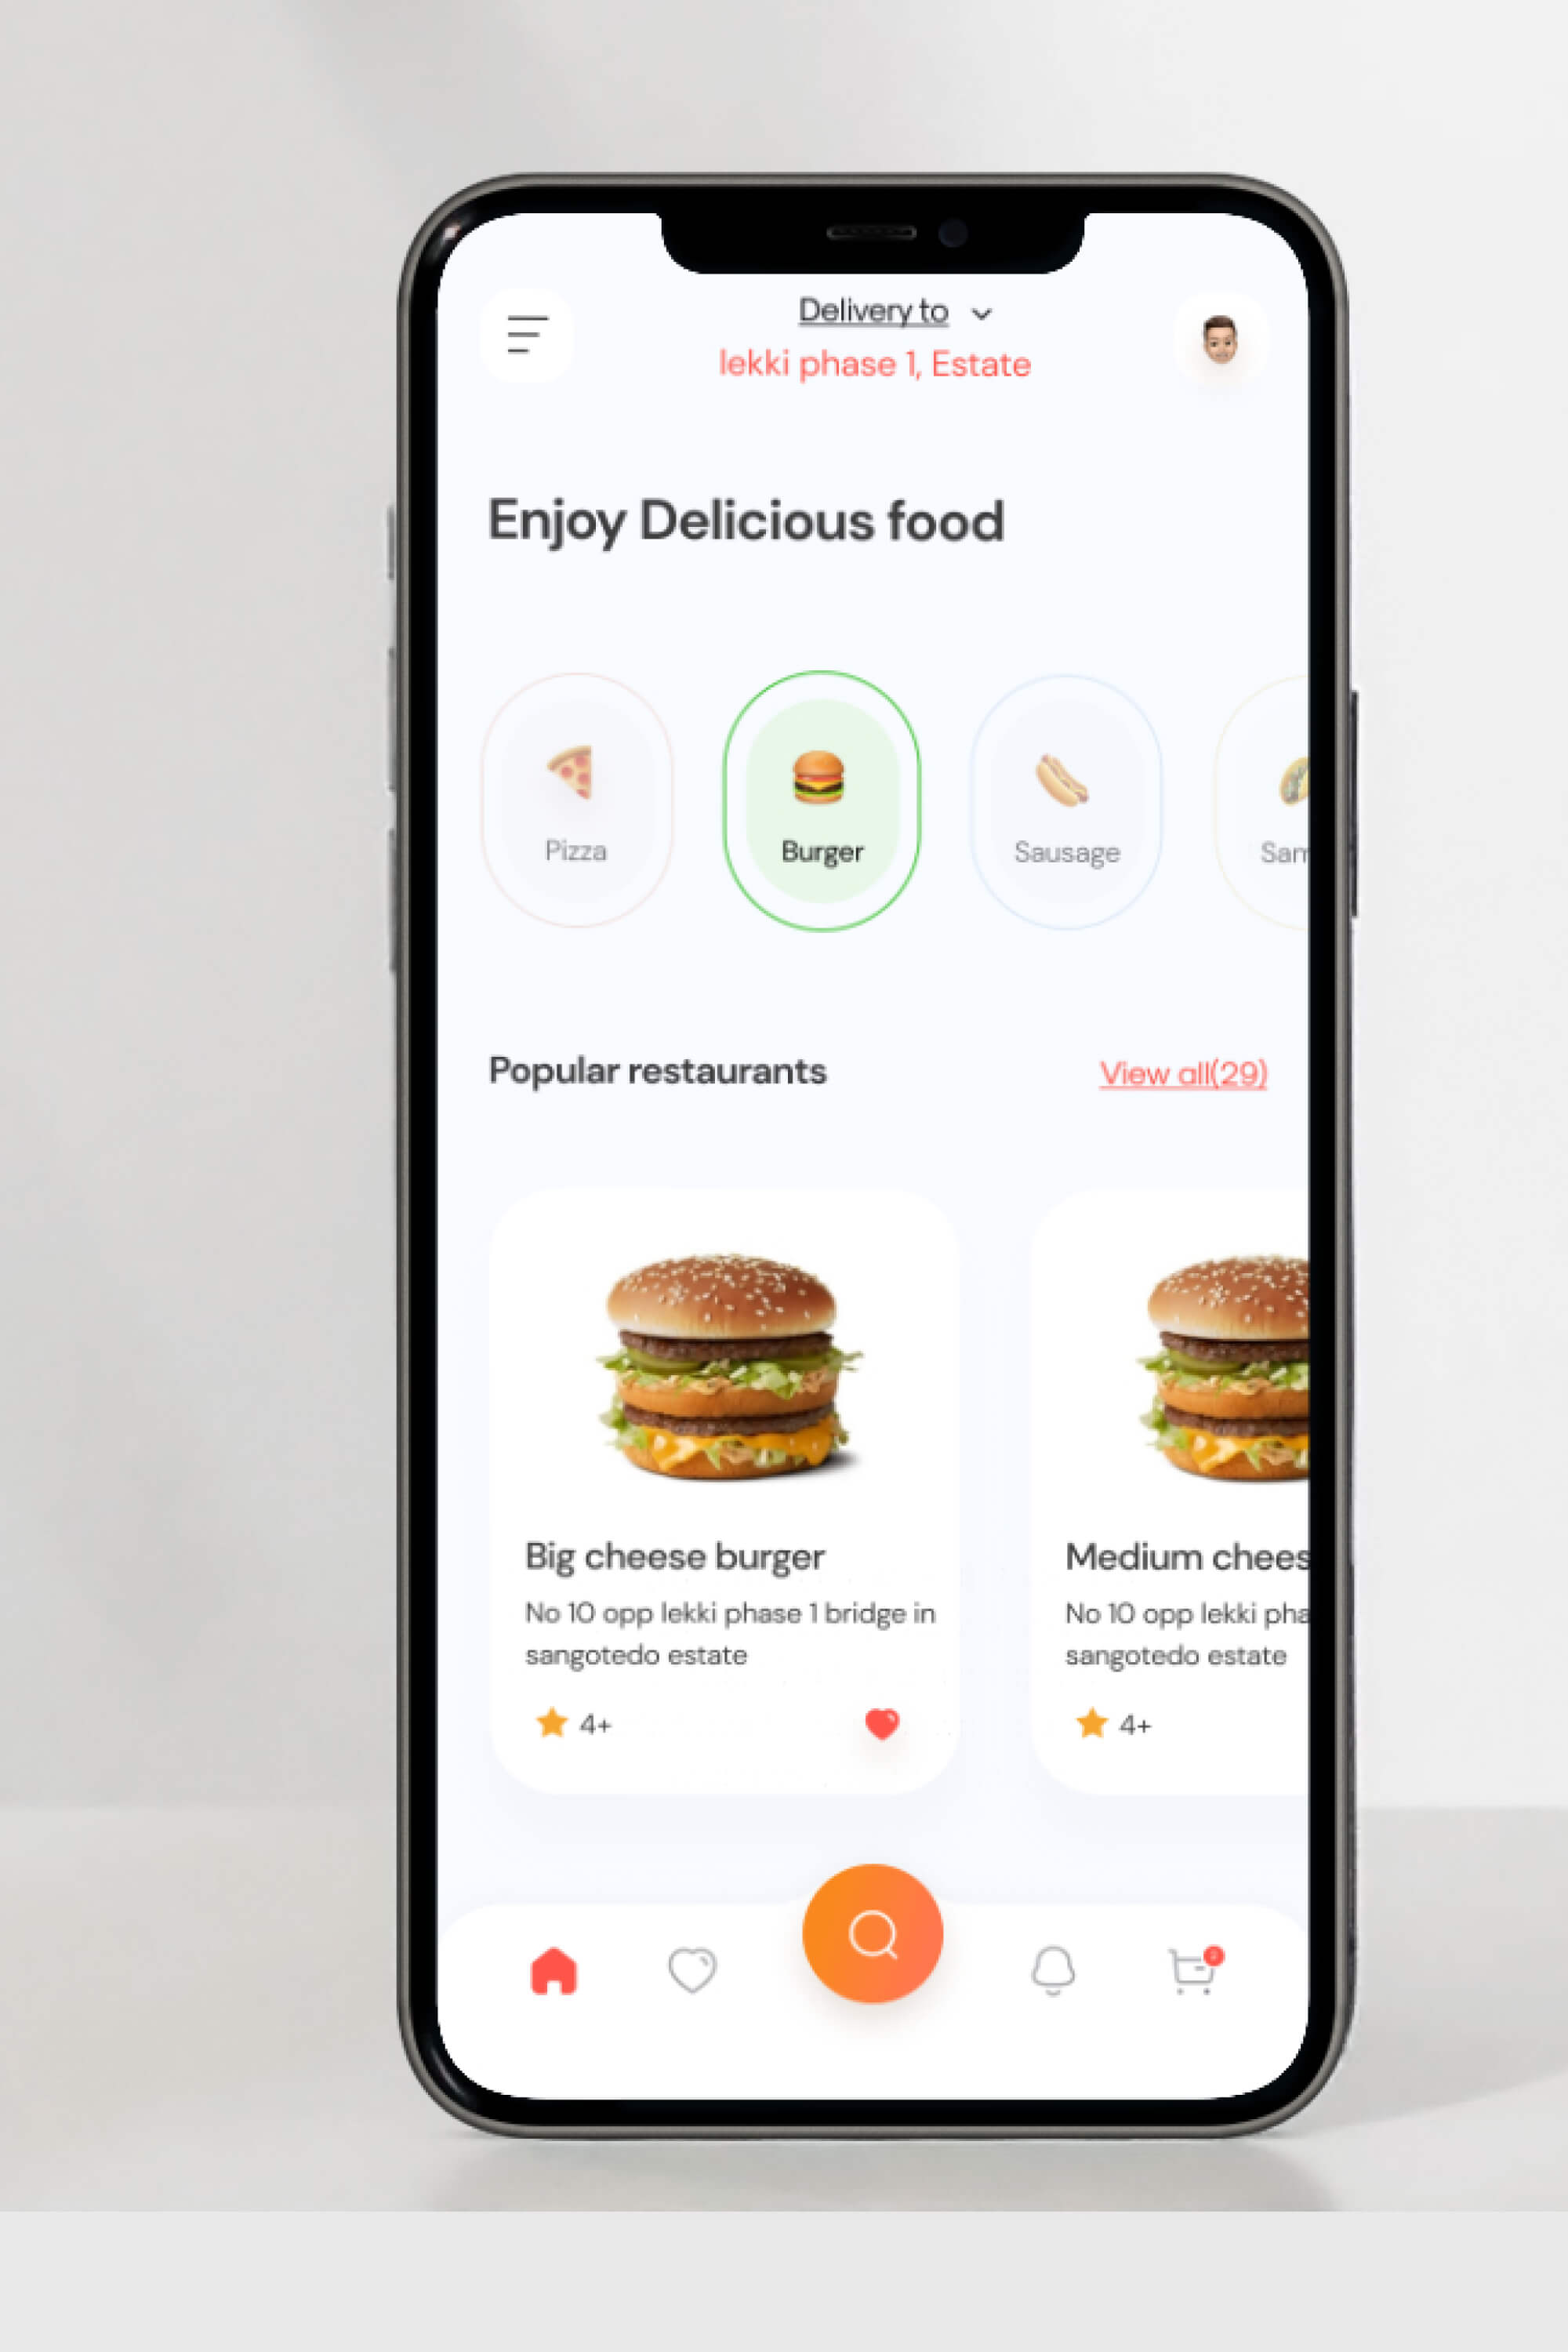 Delivery to
lekki phase 1, Estate
Enjoy Delicious food
Pizza
Burger
Sausage
Sam
Popular restaurants
View all(29)
Big cheese burger
No 10 opp lekki phase 1 bridge in
sangotedo estate
4+
Medium chees
No 10 opp lekki pha
sangotedo estate
4+